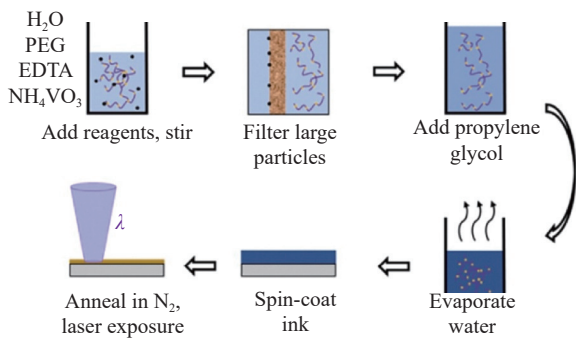 H₂O
PEG
EDTA
NH₄VO₃
Add reagents, stir
Filter large
particles
Add propylene
glycol
λ
Anneal in N₂,
laser exposure
Spin-coat
ink
Evaporate
water